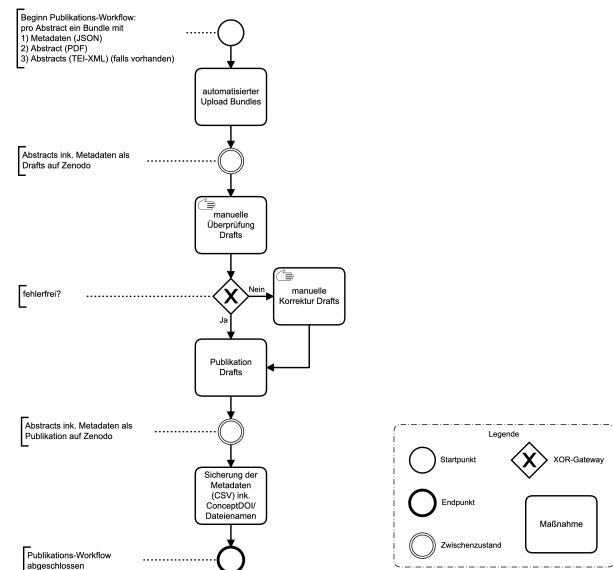 Beginn Publikations-Workflow:
pro Abstract ein Bundle mit
1) Metadaten (JSON)
2) Abstract (PDF)
3) Abstracts (TEI-XML) (falls vorhanden)
automatisierter
Upload Bundles
Abstracts ink. Metadaten als
Drafts auf Zenodo
manuelle
Überprüfung
Drafts
fehlerfrei?
X
Nein
manuelle
Korrektur Drafts
Ja
Publikation
Drafts
Abstracts ink. Metadaten als
Publikation auf Zenodo
Sicherung der
Metadaten
(CSV) ink.
ConceptDOI/
Dateienamen
Publikations-Workflow
abgeschlossen
Legende
Startpunkt
X
XOR-Gateway
Endpunkt
Maßnahme
Zwischenzustand